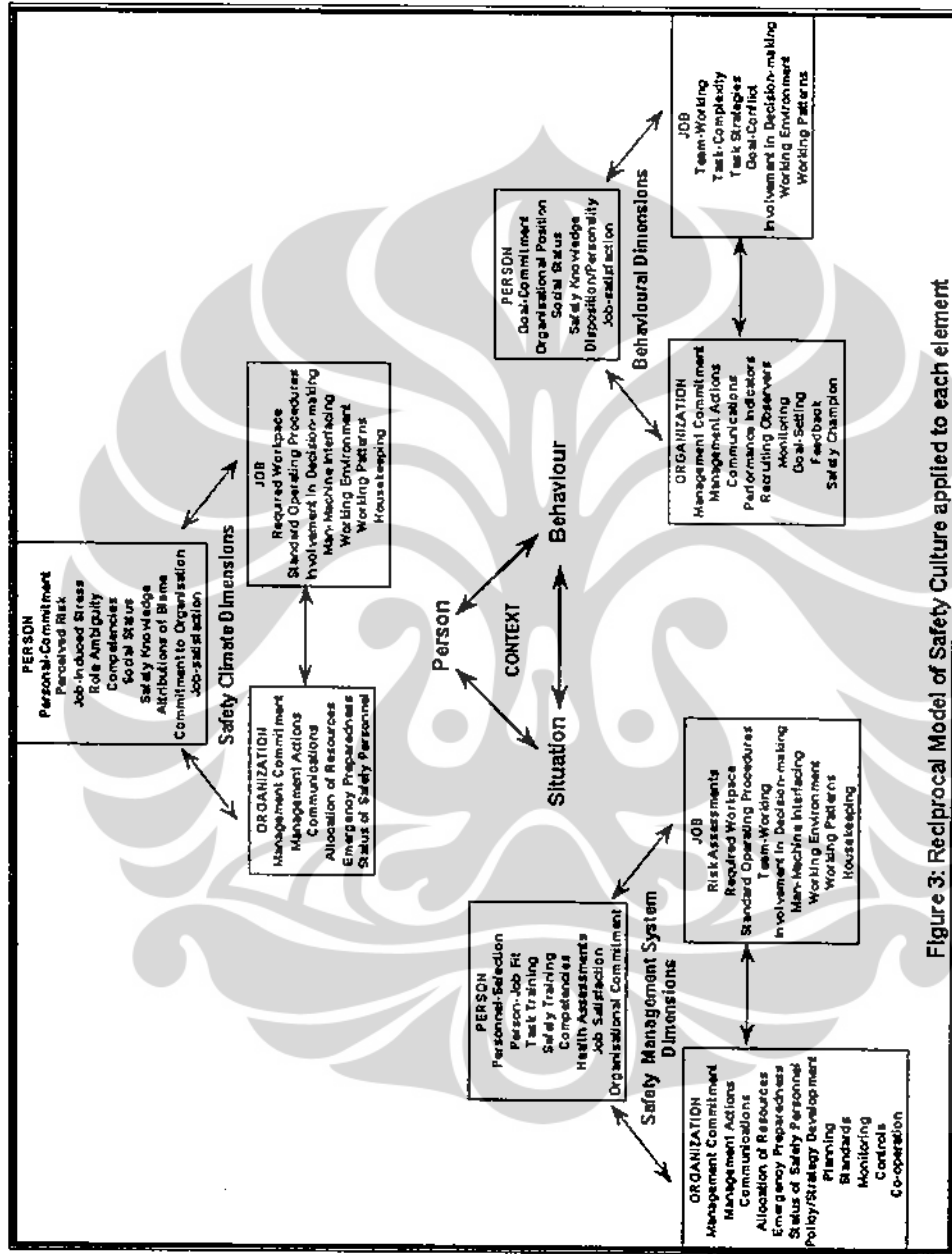 PERSON
Personal-Commitment
Perceived Risk
Job-Induced Stress
Role Ambiguity
Competencies
Social Status
Safety Knowledge
Attributions of Blame
Commitment to Organisation
Job-satisfaction
Safety Climate Dimensions
ORGANIZATION
Management Commitment
Management Actions
Communications
Allocation of Resources
Emergency Preparedness
Status of Safety Personnel
JOB
Required Workpace
Standard Operating Procedures
Involvement In Decision-making
Man-Machine Interfacing
Working Environment
Working Patterns
Housekeeping
Person
CONTEXT
Situation
Behaviour
PERSON
Personnel-Selection
Person-Job Fit
Task Training
Safety Training
Competencies
Health Assessments
Job Satisfaction
Organisational Commitment
Safety Management System
Dimensions
ORGANIZATION
Management Commitment
Management Actions
Communications
Allocation of Resources
Emergency Preparedness
Status of Safety Personnel
Policy/Strategy Development
Planning
Standards
Monitoring
Controls
Co-operation
JOB
Risk Assessments
Required Workpace
Standard Operating Procedures
Team-Working
Involvement In Decision-making
Man-Machine Interfacing
Working Environment
Working Patterns
Housekeeping
PERSON
Goal-Commitment
Organisational Position
Social Status
Safety Knowledge
Disposition/Personality
Job-satisfaction
Behavioural Dimensions
ORGANIZATION
Management Commitment
Management Actions
Communications
Performance Indicators
Recruiting Observers
Monitoring
Goal-Setting
Feedback
Safety Champion
JOB
Team-Working
Task-Complexity
Task Strategies
Goal-Conflict
Involvement in Decision-making
Working Environment
Working Patterns
Figure 3: Reciprocal Model of Safety Culture applied to each element